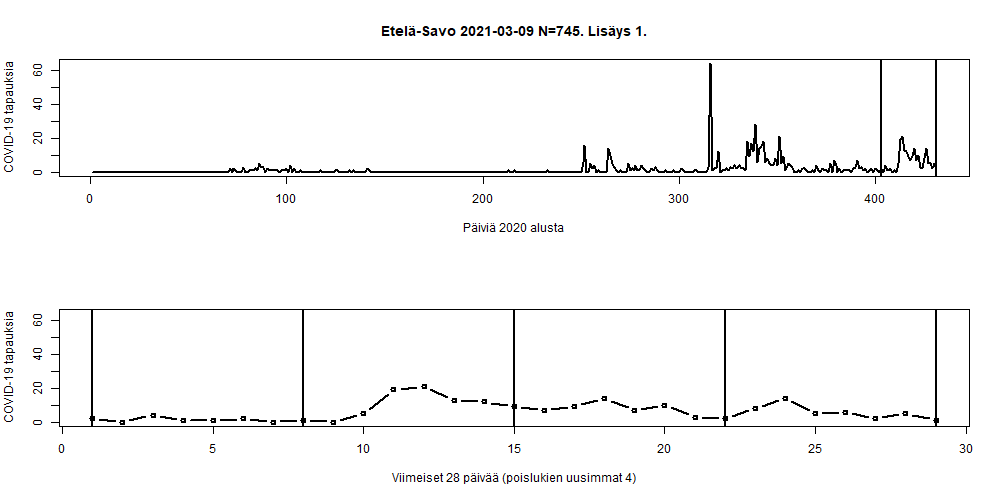 Etelä-Savo 2021-03-09 N=745. Lisäys 1.
COVID-19 tapauksia
0 20 40 60
0 100 200 300 400
Päiviä 2020 alusta
COVID-19 tapauksia
0 20 40 60
0 5 10 15 20 25 30
Viimeiset 28 päivää (poislukien uusimmat 4)